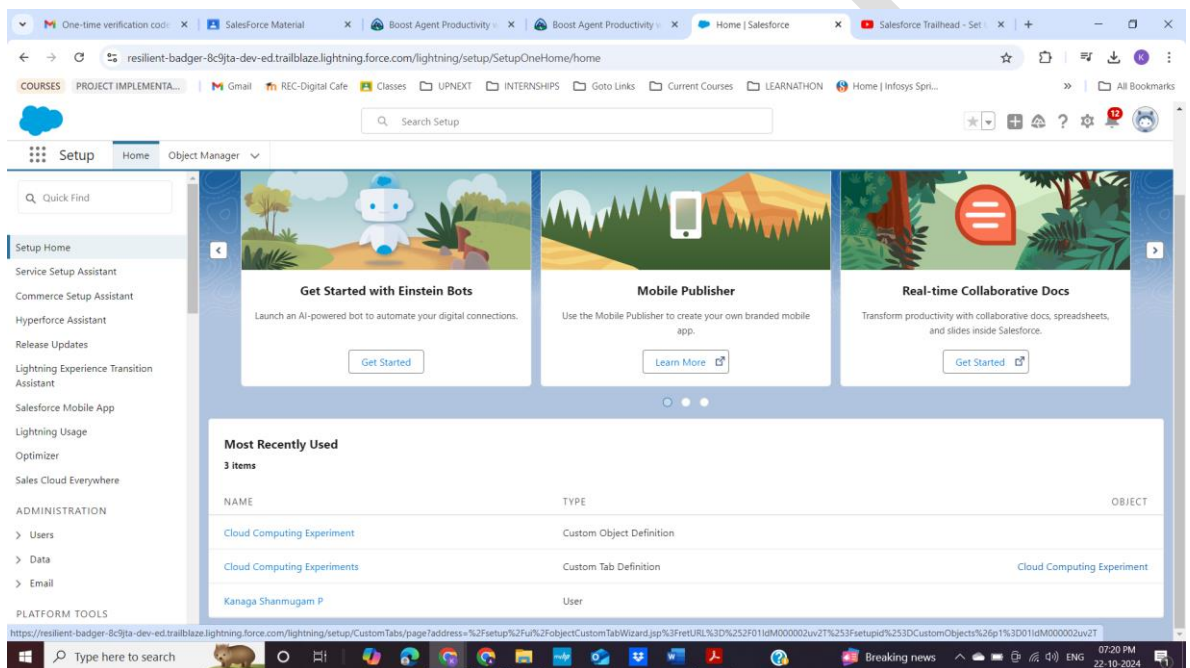 One-time verification code
SalesForce Material
Boost Agent Productivity
Boost Agent Productivity
Home | Salesforce
Salesforce Trailhead - Set
resilient-badger-8c9jta-dev-ed.trailblaze.lightning.force.com/lightning/setup/SetupOneHome/home
K
COURSES PROJECT IMPLEMENTA... Gmail REC-Digital Cafe Classes UPNEXT INTERNSHIPS Goto Links Current Courses LEARNATHON Home | Infosys Spri... » All Bookmarks
Search Setup
12
Setup Home Object Manager
Quick Find
Setup Home
Service Setup Assistant
Commerce Setup Assistant
Hyperforce Assistant
Release Updates
Lightning Experience Transition
Assistant
Salesforce Mobile App
Lightning Usage
Optimizer
Sales Cloud Everywhere
ADMINISTRATION
Users
Data
Email
PLATFORM TOOLS
Get Started with Einstein Bots
Launch an AI-powered bot to automate your digital connections.
Get Started
Mobile Publisher
Use the Mobile Publisher to create your own branded mobile
app.
Learn More
Real-time Collaborative Docs
Transform productivity with collaborative docs, spreadsheets,
and slides inside Salesforce.
Get Started
Most Recently Used
3 items
NAME TYPE OBJECT
Cloud Computing Experiment Custom Object Definition
Cloud Computing Experiments Custom Tab Definition Cloud Computing Experiment
Kanaga Shanmugam P User
https://resilient-badger-8c9jta-dev-ed.trailblaze.lightning.force.com/lightning/setup/CustomTabs/page?address=%2Fsetup%2Fui%2FobjectCustomTabWizard.jsp%3FretURL%3D%252F01IdM000002uv2T%253Fsetupid%253DCustomObjects%26p1%3D01IdM000002uv2T
Type here to search
Breaking news
ENG
07:20 PM
22-10-2024